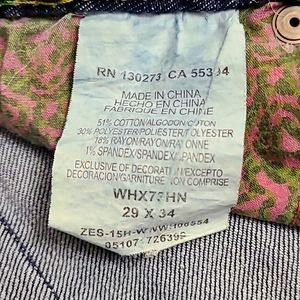 RN 130273 CA 55394
MADE IN CHINA
HECHO EN CHINA
FABRIQUE EN CHINE
51% COTTON/ALGODON/COTON
30% POLYESTER/POLIESTER/POLYESTER
18% RAYON/RAYON/RAYONNE
1% SPANDEX/SPANDEX/SPANDEX
EXCLUSIVE OF DECORATION/EXCEPTO
DECORACION/GARNITURE NON COMPRISE
29 X 34